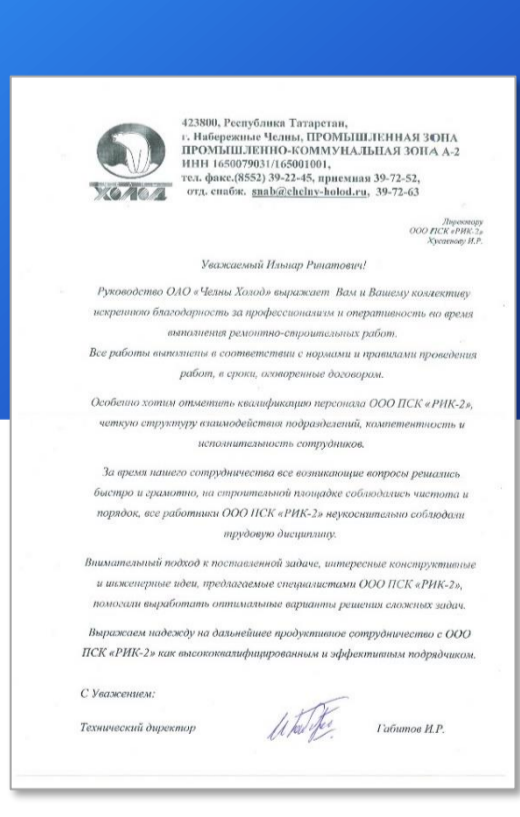 ХОЛОД
423800, Республика Татарстан,
г. Набережные Челны, ПРОМЫШЛЕННАЯ ЗОНА
ПРОМЫШЛЕННО-КОММУНАЛЬНАЯ ЗОНА А-2
ИНН 1650079031/165001001,
тел. факс.(8552) 39-22-45, приемная 39-72-52,
отд. снабж. snab@chelny-holod.ru, 39-72-63
Директору
ООО ПСК «РИК-2»
Хусаенову И.Р.
Уважаемый Ильнар Ринатович!
Руководство ОАО «Челны Холод» выражает Вам и Вашему коллективу
искреннюю благодарность за профессионализм и оперативность во время
выполнения ремонтно-строительных работ.
Все работы выполнены в соответствии с нормами и правилами проведения
работ, в сроки, оговоренные договором.
Особенно хотим отметить квалификацию персонала ООО ПСК «РИК-2»,
четкую структуру взаимодействия подразделений, компетентность и
исполнительность сотрудников.
За время нашего сотрудничества все возникающие вопросы решались
быстро и грамотно, на строительной площадке соблюдались чистота и
порядок, все работники ООО ПСК «РИК-2» неукоснительно соблюдали
трудовую дисциплину.
Внимательный подход к поставленной задаче, интересные конструктивные
и инженерные идеи, предлагаемые специалистами ООО ПСК «РИК-2»,
помогали выработать оптимальные варианты решения сложных задач.
Выражаем надежду на дальнейшее продуктивное сотрудничество с ООО
ПСК «РИК-2» как высококвалифицированным и эффективным подрядчиком.
С Уважением:
Технический директор
Габитов И.Р.